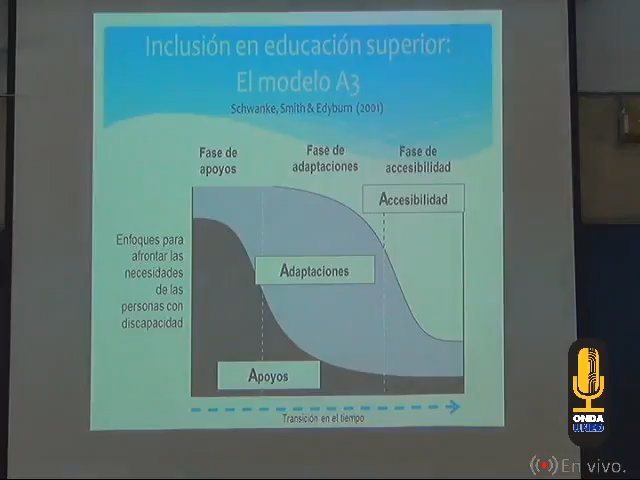 Inclusión en educación superior:
El modelo A3
Schwanke, Smith & Edyburn (2001)
Fase de
apoyos
Fase de
adaptaciones
Fase de
accesibilidad
Accesibilidad
Enfoques para
afrontar las
necesidades
de las
personas con
discapacidad
Adaptaciones
Apoyos
Transición en el tiempo
ONDA
UNED
En vivo.